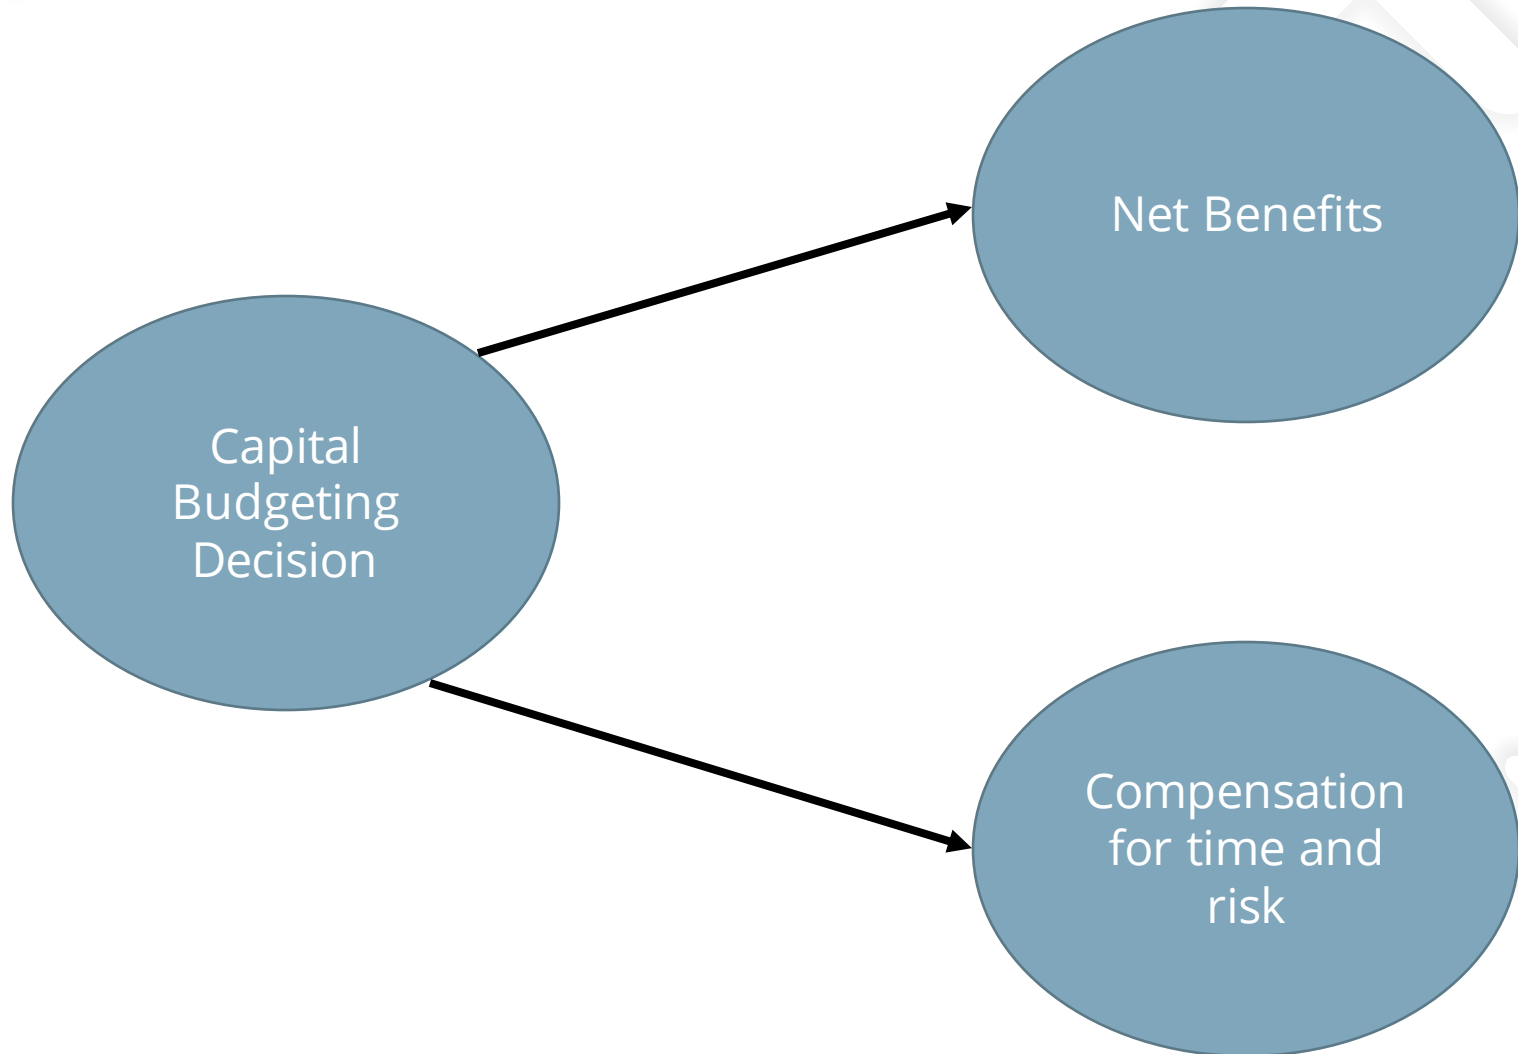 Net Benefits
Capital
Budgeting
Decision
Compensation
for time and
risk